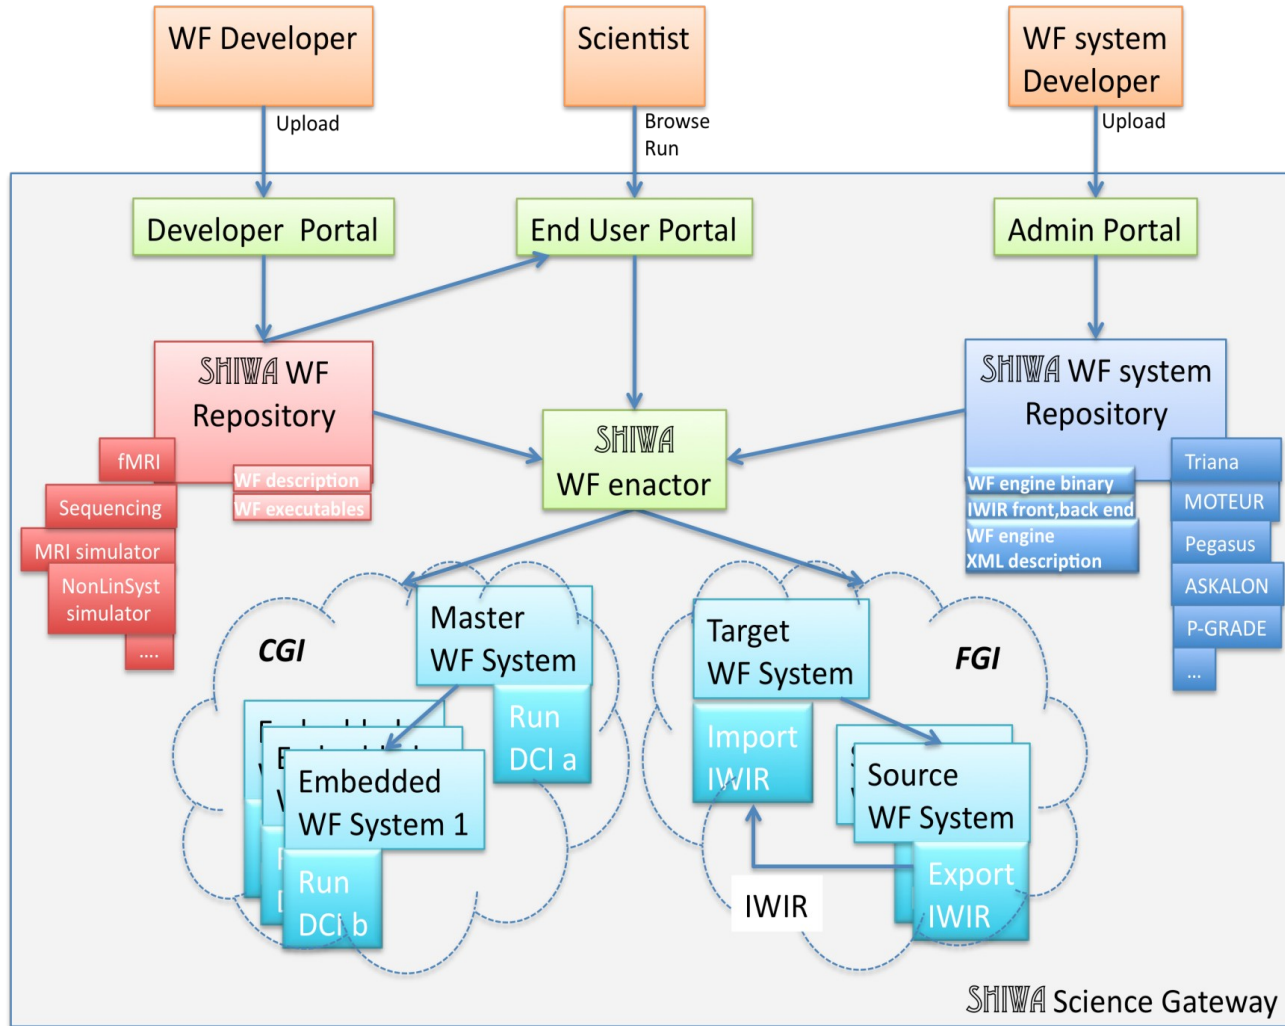 WF Developer
Scientist
WF system
Developer
Upload
Browse
Run
Upload
Developer Portal
End User Portal
Admin Portal
SHIWA WF
Repository
SHIWA WF system
Repository
SHIWA
WF enactor
fMRI
Sequencing
MRI simulator
NonLinSyst
simulator
....
WF description
WF executables
WF engine binary
IWIR front,back end
WF engine
XML description
Triana
MOTEUR
Pegasus
ASKALON
P-GRADE
...
CGI
Master
WF System
Run
DCI a
Embedded
WF System 1
Run
DCI b
Target
WF System
FGI
Import
IWIR
Source
WF System
Export
IWIR
IWIR
SHIWA Science Gateway